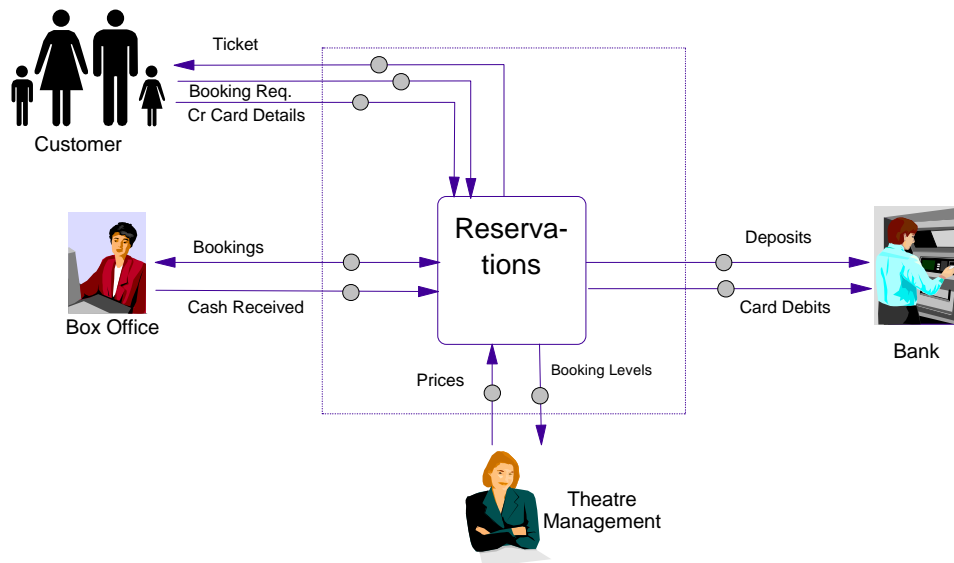 Ticket
Booking Req.
Cr Card Details
Customer
Reserva-
tions
Bookings
Cash Received
Box Office
Deposits
Card Debits
Bank
Prices
Booking Levels
Theatre
Management